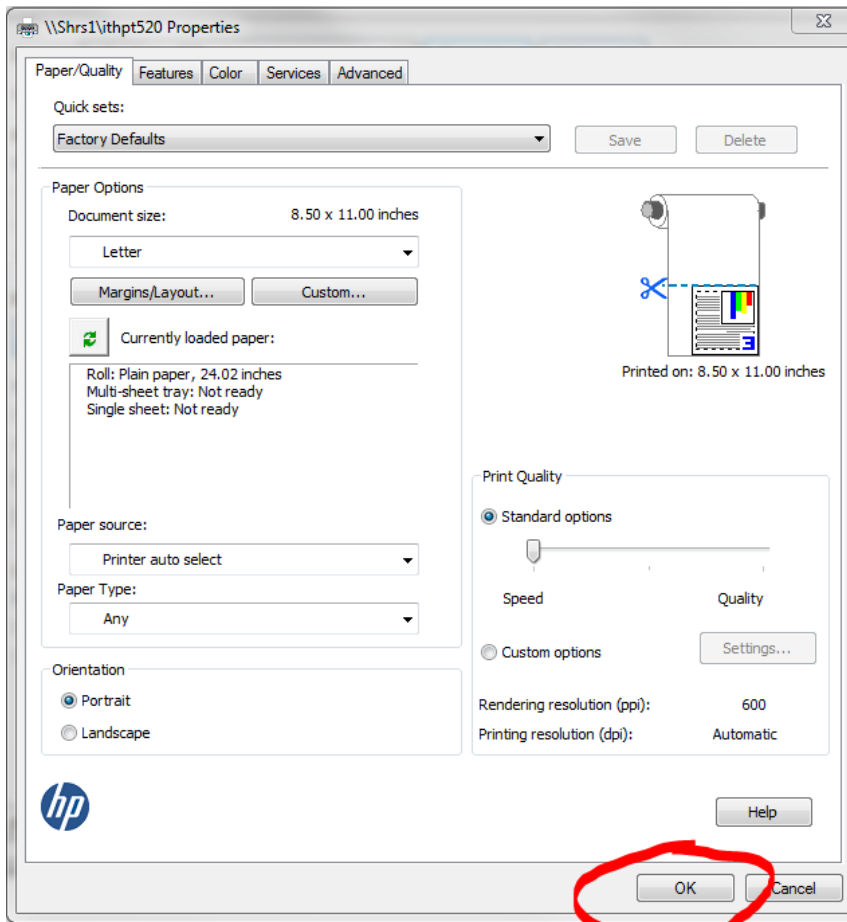 \\Shrs1\ithpt520 Properties
Paper/Quality Features Color Services Advanced
Quick sets:
Factory Defaults Save Delete
Paper Options
Document size: 8.50 x 11.00 inches
Letter
Margins/Layout... Custom...
Currently loaded paper:
Roll: Plain paper, 24.02 inches
Multi-sheet tray: Not ready
Single sheet: Not ready
Paper source:
Printer auto select
Paper Type:
Any
Orientation
Portrait
Landscape
3
Printed on: 8.50 x 11.00 inches
Print Quality
Standard options
Speed Quality
Custom options Settings...
Rendering resolution (ppi): 600
Printing resolution (dpi): Automatic
hp
Help
OK Cancel